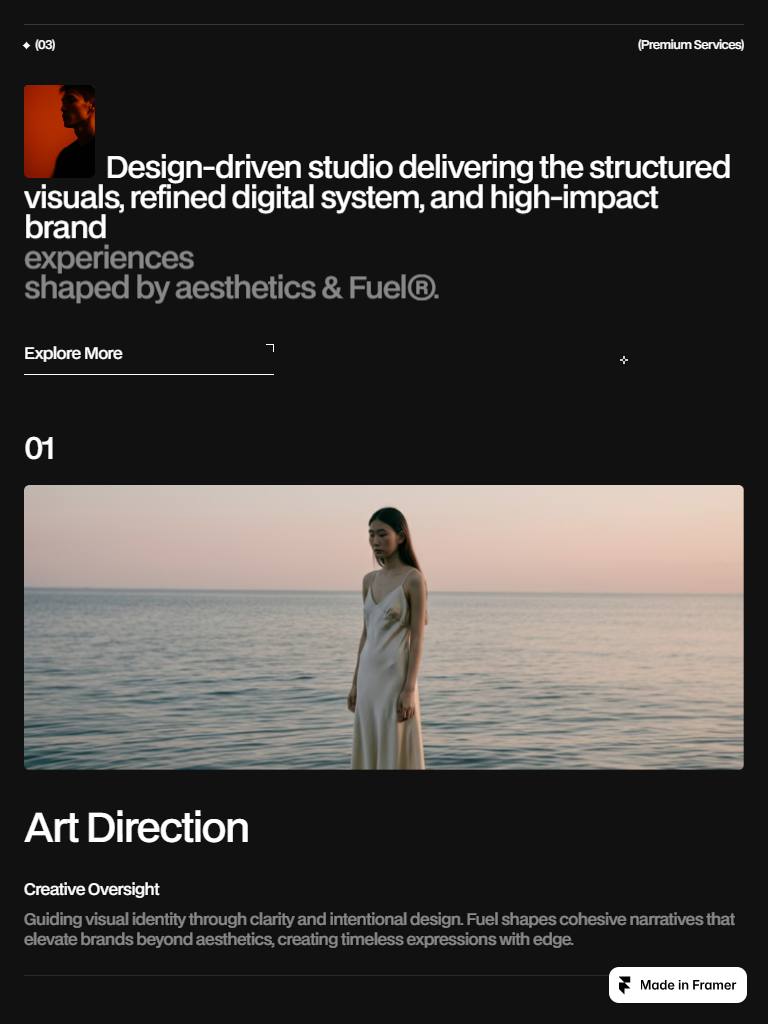 (03)
(Premium Services)
Design-driven studio delivering the structured
visuals, refined digital system, and high-impact
brand
experiences
shaped by aesthetics & Fuel®.
Explore More
01
Art Direction
Creative Oversight
Guiding visual identity through clarity and intentional design. Fuel shapes cohesive narratives that
elevate brands beyond aesthetics, creating timeless expressions with edge.
Made in Framer